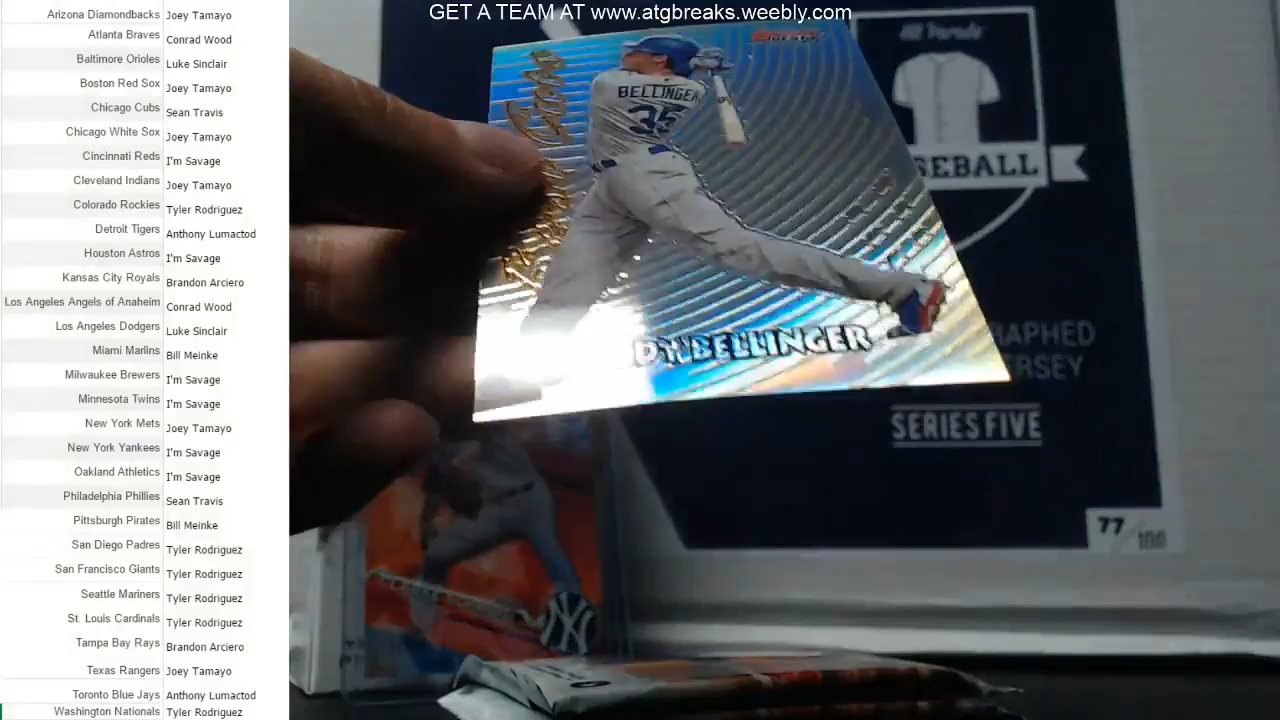 GET A TEAM AT www.atgbreaks.weebly.com
Arizona Diamondbacks Joey Tamayo
Atlanta Braves Conrad Wood
Baltimore Orioles Luke Sinclair
Boston Red Sox Joey Tamayo
Chicago Cubs Sean Travis
Chicago White Sox Joey Tamayo
Cincinnati Reds I'm Savage
Cleveland Indians Joey Tamayo
Colorado Rockies Tyler Rodriguez
Detroit Tigers Anthony Lumactod
Houston Astros I'm Savage
Kansas City Royals Brandon Arciero
Los Angeles Angels of Anaheim Conrad Wood
Los Angeles Dodgers Luke Sinclair
Miami Marlins Bill Meinke
Milwaukee Brewers I'm Savage
Minnesota Twins I'm Savage
New York Mets Joey Tamayo
New York Yankees I'm Savage
Oakland Athletics I'm Savage
Philadelphia Phillies Sean Travis
Pittsburgh Pirates Bill Meinke
San Diego Padres Tyler Rodriguez
San Francisco Giants Tyler Rodriguez
Seattle Mariners Tyler Rodriguez
St. Louis Cardinals Tyler Rodriguez
Tampa Bay Rays Brandon Arciero
Texas Rangers Joey Tamayo
Toronto Blue Jays Anthony Lumactod
Washington Nationals Tyler Rodriguez
BELLINGER
35
BELLINGER
Hit Parade
SEBALL
RAPHED
ERSEY
SERIES FIVE
77/100